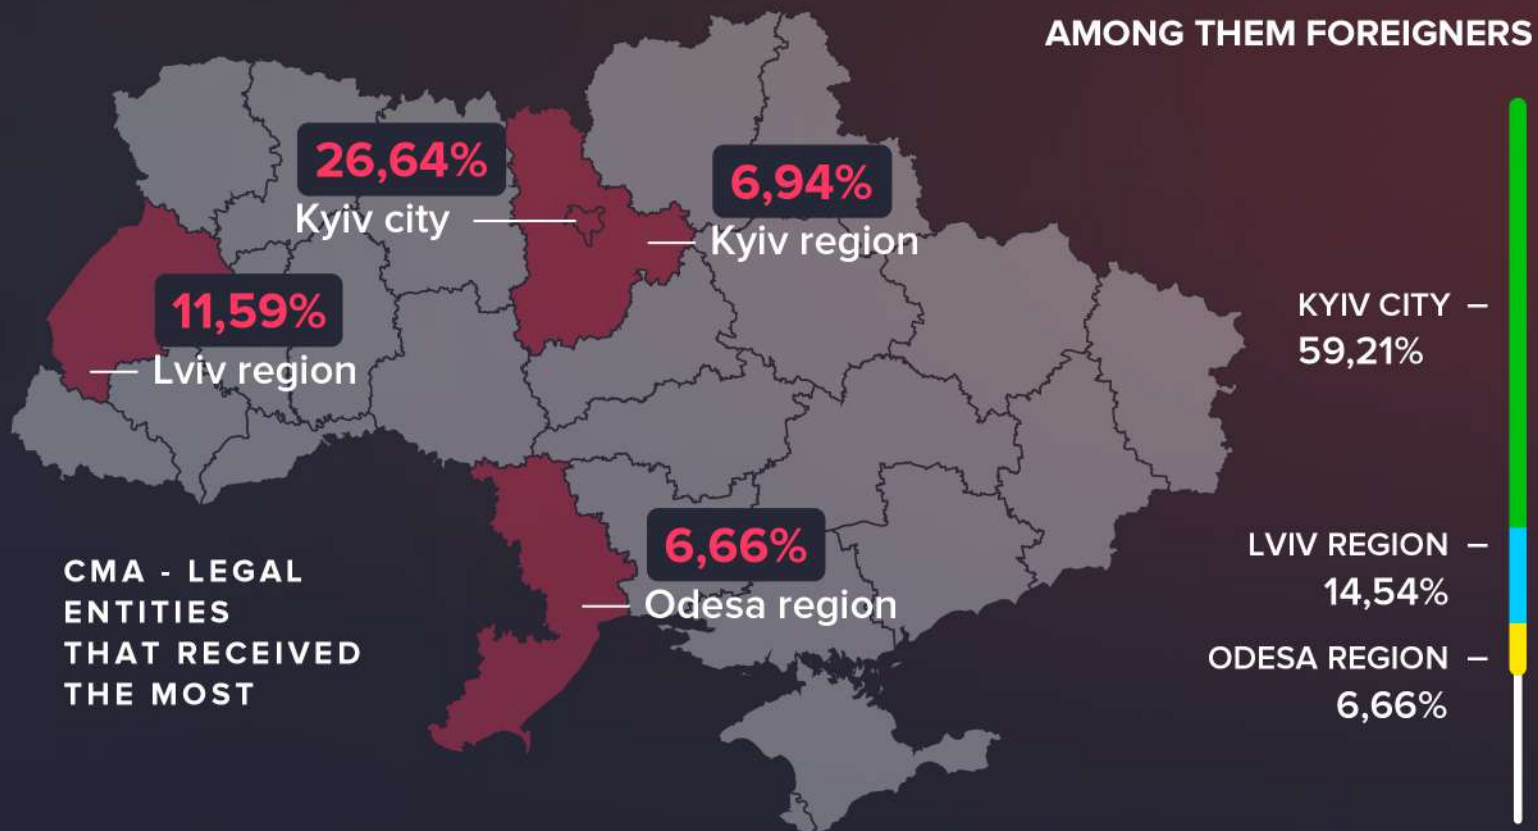 AMONG THEM FOREIGNERS
26,64%
Kyiv city
6,94%
Kyiv region
11,59%
Lviv region
6,66%
Odesa region
CMA - LEGAL
ENTITIES
THAT RECEIVED
THE MOST
KYIV CITY
59,21%
LVIV REGION
14,54%
ODESA REGION
6,66%